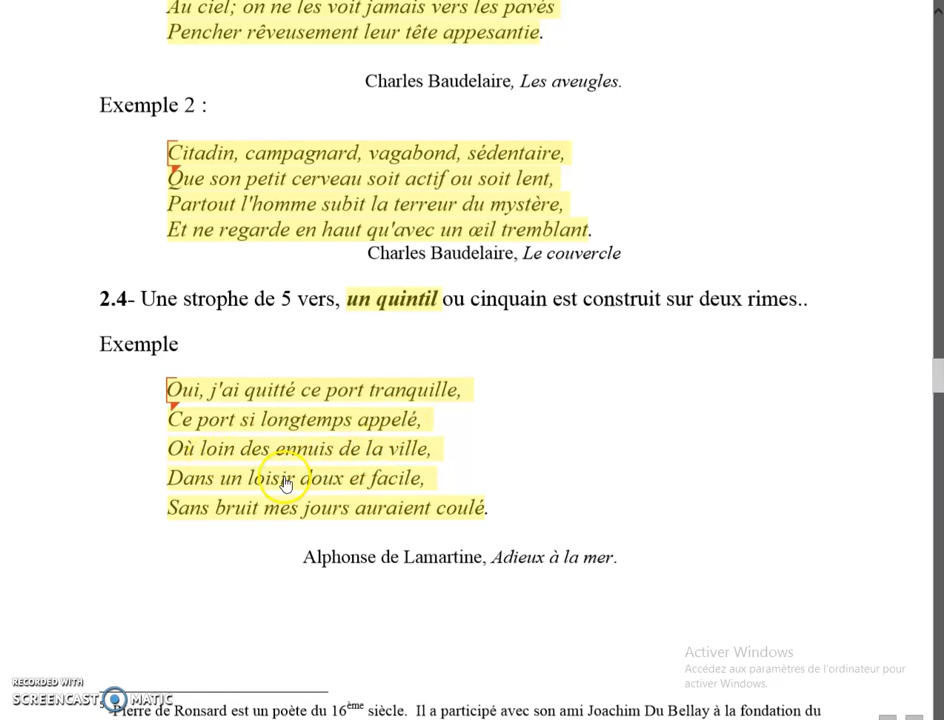 Au ciel; on ne les voit jamais vers les pavés
Pencher rêveusement leur tête appesantie.
Charles Baudelaire, Les aveugles.
Exemple 2 :
Citadin, campagnard, vagabond, sédentaire,
Que son petit cerveau soit actif ou soit lent,
Partout l'homme subit la terreur du mystère,
Et ne regarde en haut qu'avec un œil tremblant.
Charles Baudelaire, Le couvercle
2.4- Une strophe de 5 vers, un quintil ou cinquain est construit sur deux rimes..
Exemple
Oui, j'ai quitté ce port tranquille,
Ce port si longtemps appelé,
Où loin des ennuis de la ville,
Dans un loisir doux et facile,
Sans bruit mes jours auraient coulé.
Alphonse de Lamartine, Adieux à la mer.
Activer Windows
Accédez aux paramètres de l'ordinateur pour
activer Windows.
RECORDED WITH
SCREENCAST MATIC
Pierre de Ronsard est un poète du 16ème siècle. Il a participé avec son ami Joachim Du Bellay à la fondation du